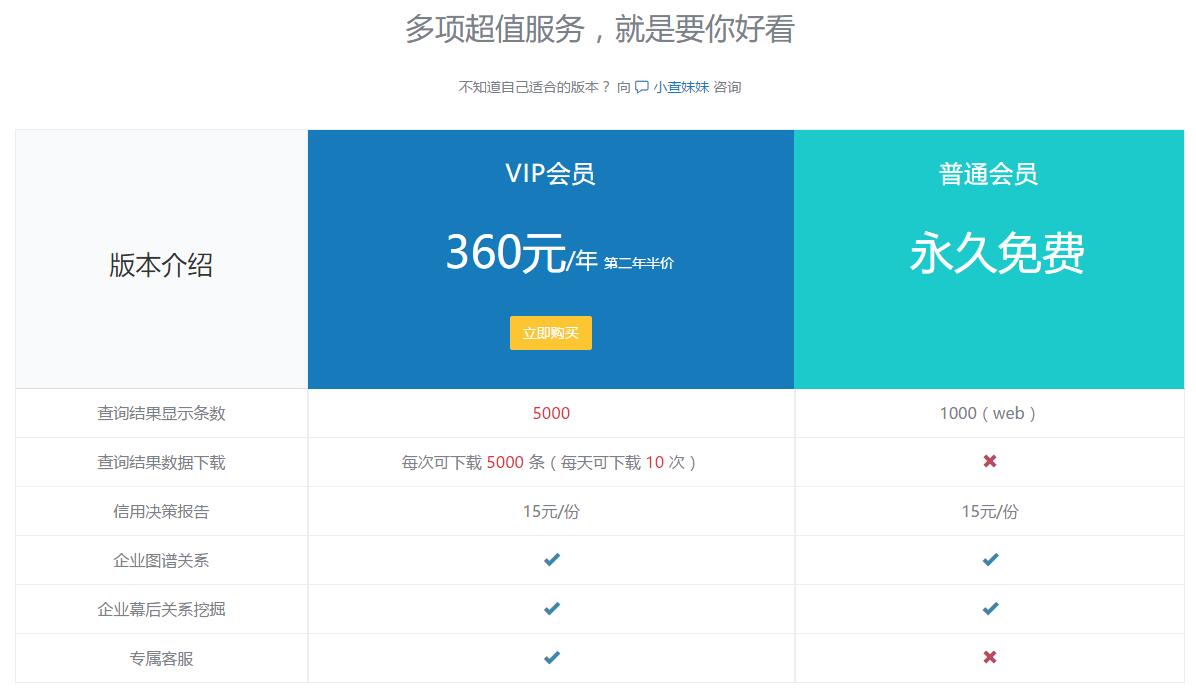 多项超值服务，就是要你好看
不知道自己适合的版本？ 向 小查妹妹 咨询
版本介绍
VIP会员
360元/年 第二年半价
立即购买
普通会员
永久免费
查询结果显示条数 5000 1000（web）
查询结果数据下载 每次可下载 5000 条（每天可下载 10 次） ✖
信用决策报告 15元/份 15元/份
企业图谱关系 ✔ ✔
企业幕后关系挖掘 ✔ ✔
专属客服 ✔ ✖